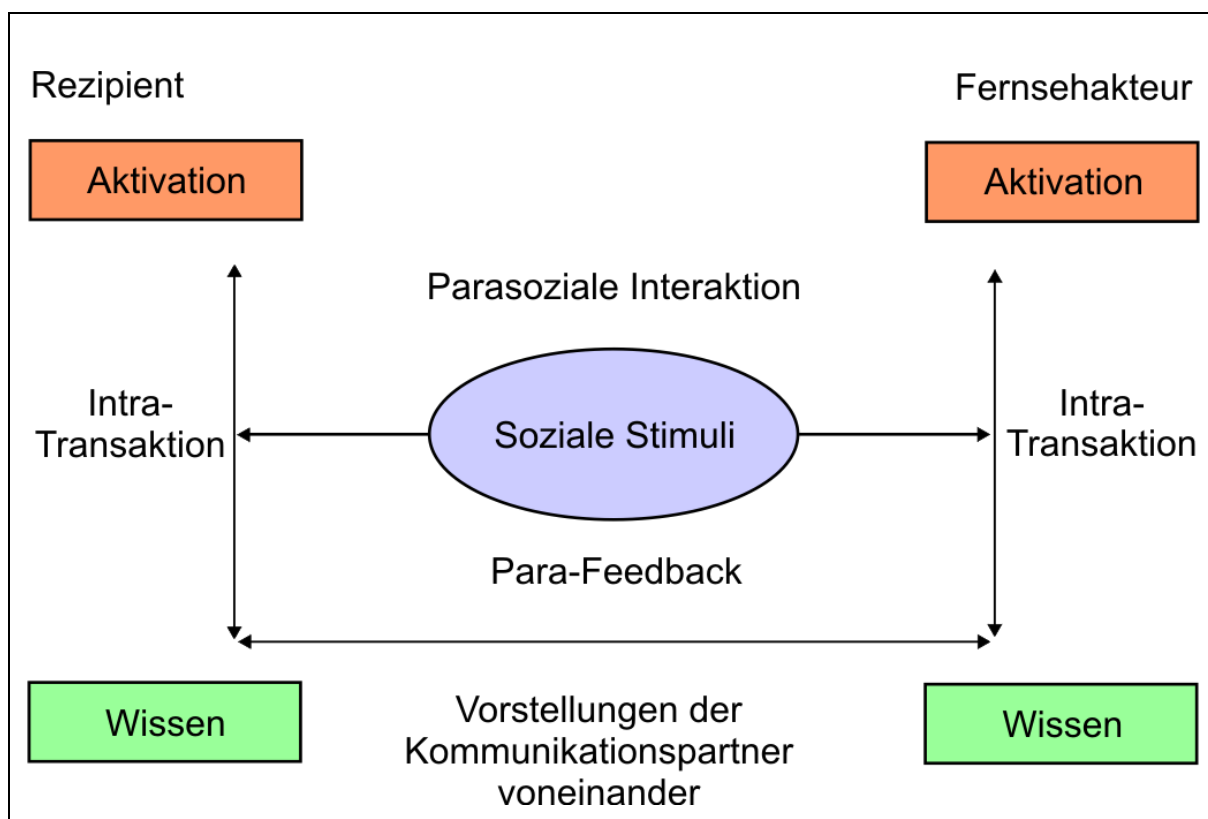 Rezipient
Fernsehakteur
Aktivation
Aktivation
Parasoziale Interaktion
Intra-
Transaktion
Soziale Stimuli
Intra-
Transaktion
Para-Feedback
Wissen
Vorstellungen der
Kommunikationspartner
voneinander
Wissen